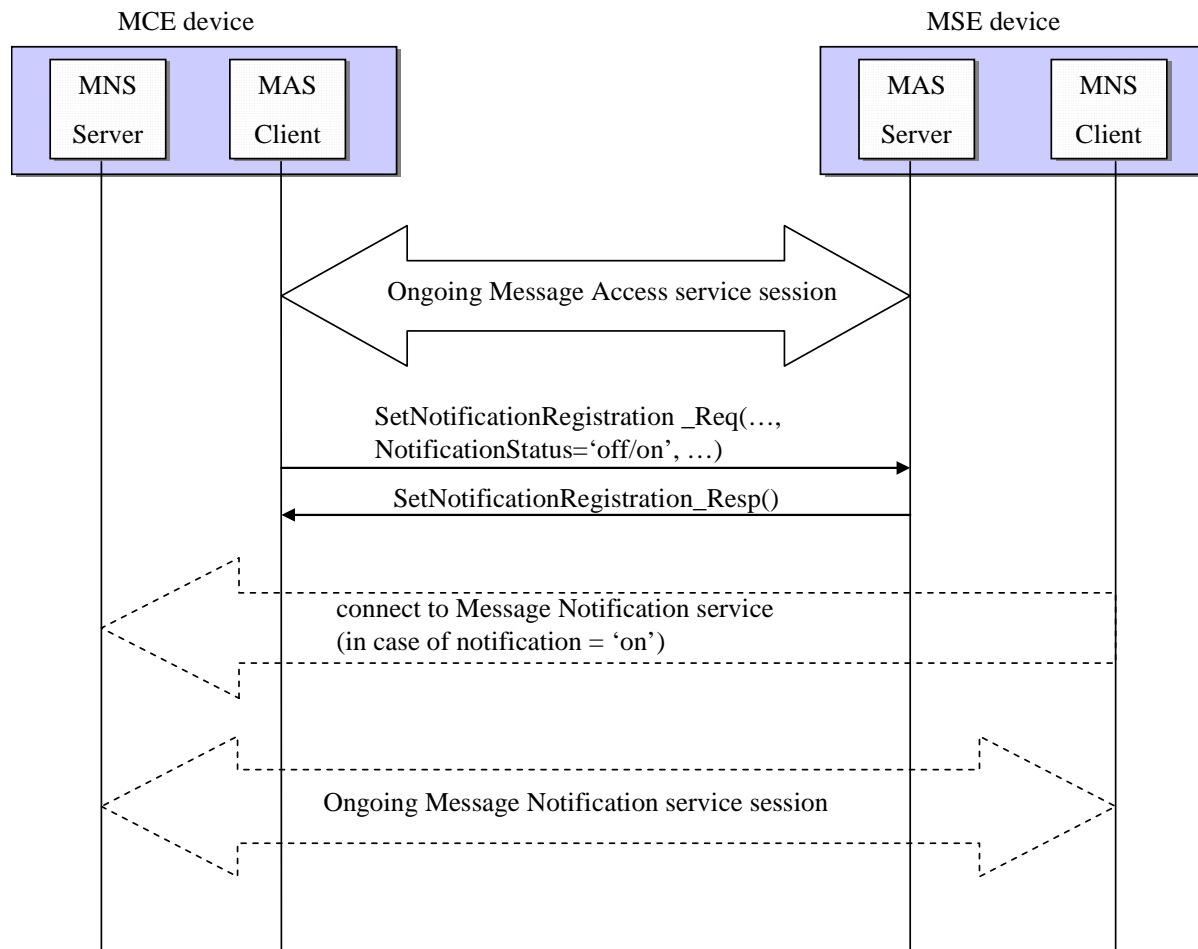 MCE device
MSE device
MNS
Server
MAS
Client
MAS
Server
MNS
Client
Ongoing Message Access service session
SetNotificationRegistration _Req(…,
NotificationStatus=‘off/on’, …)
SetNotificationRegistration_Resp()
connect to Message Notification service
(in case of notification = ‘on’)
Ongoing Message Notification service session